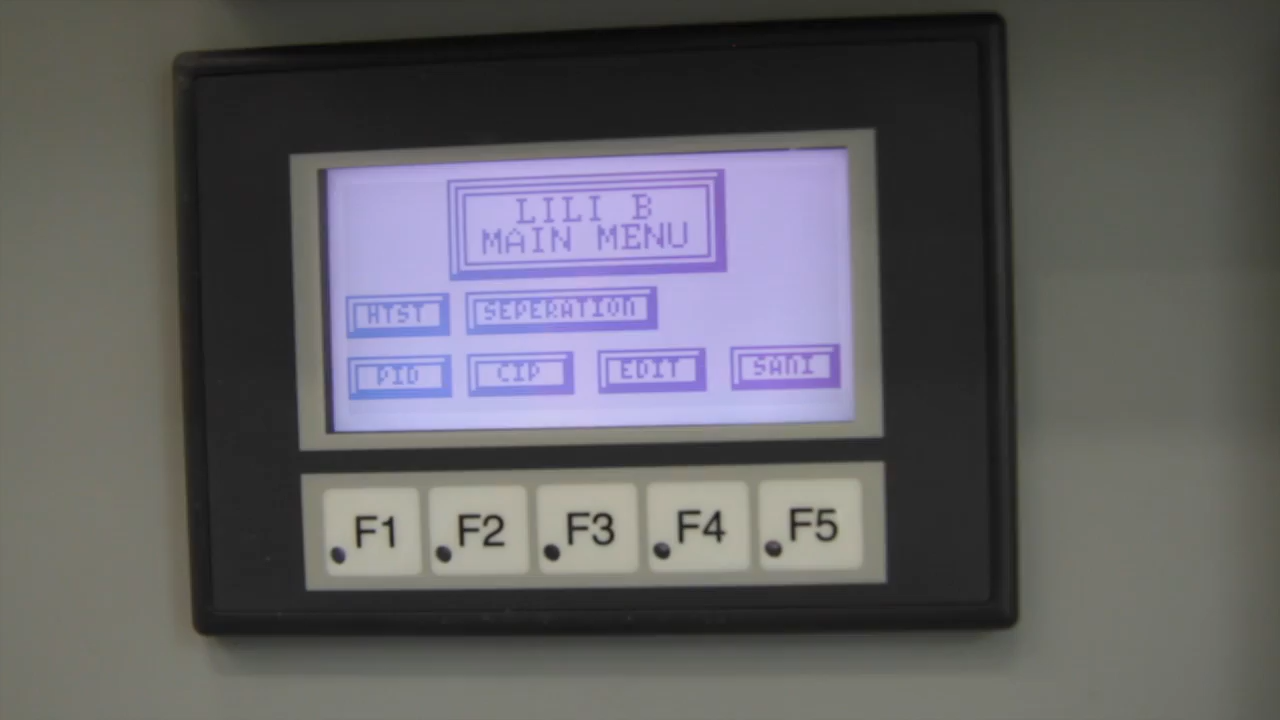 LILI B
MAIN MENU
HTST SEPERATION
PID CIP EDIT SANI
F1 F2 F3 F4 F5